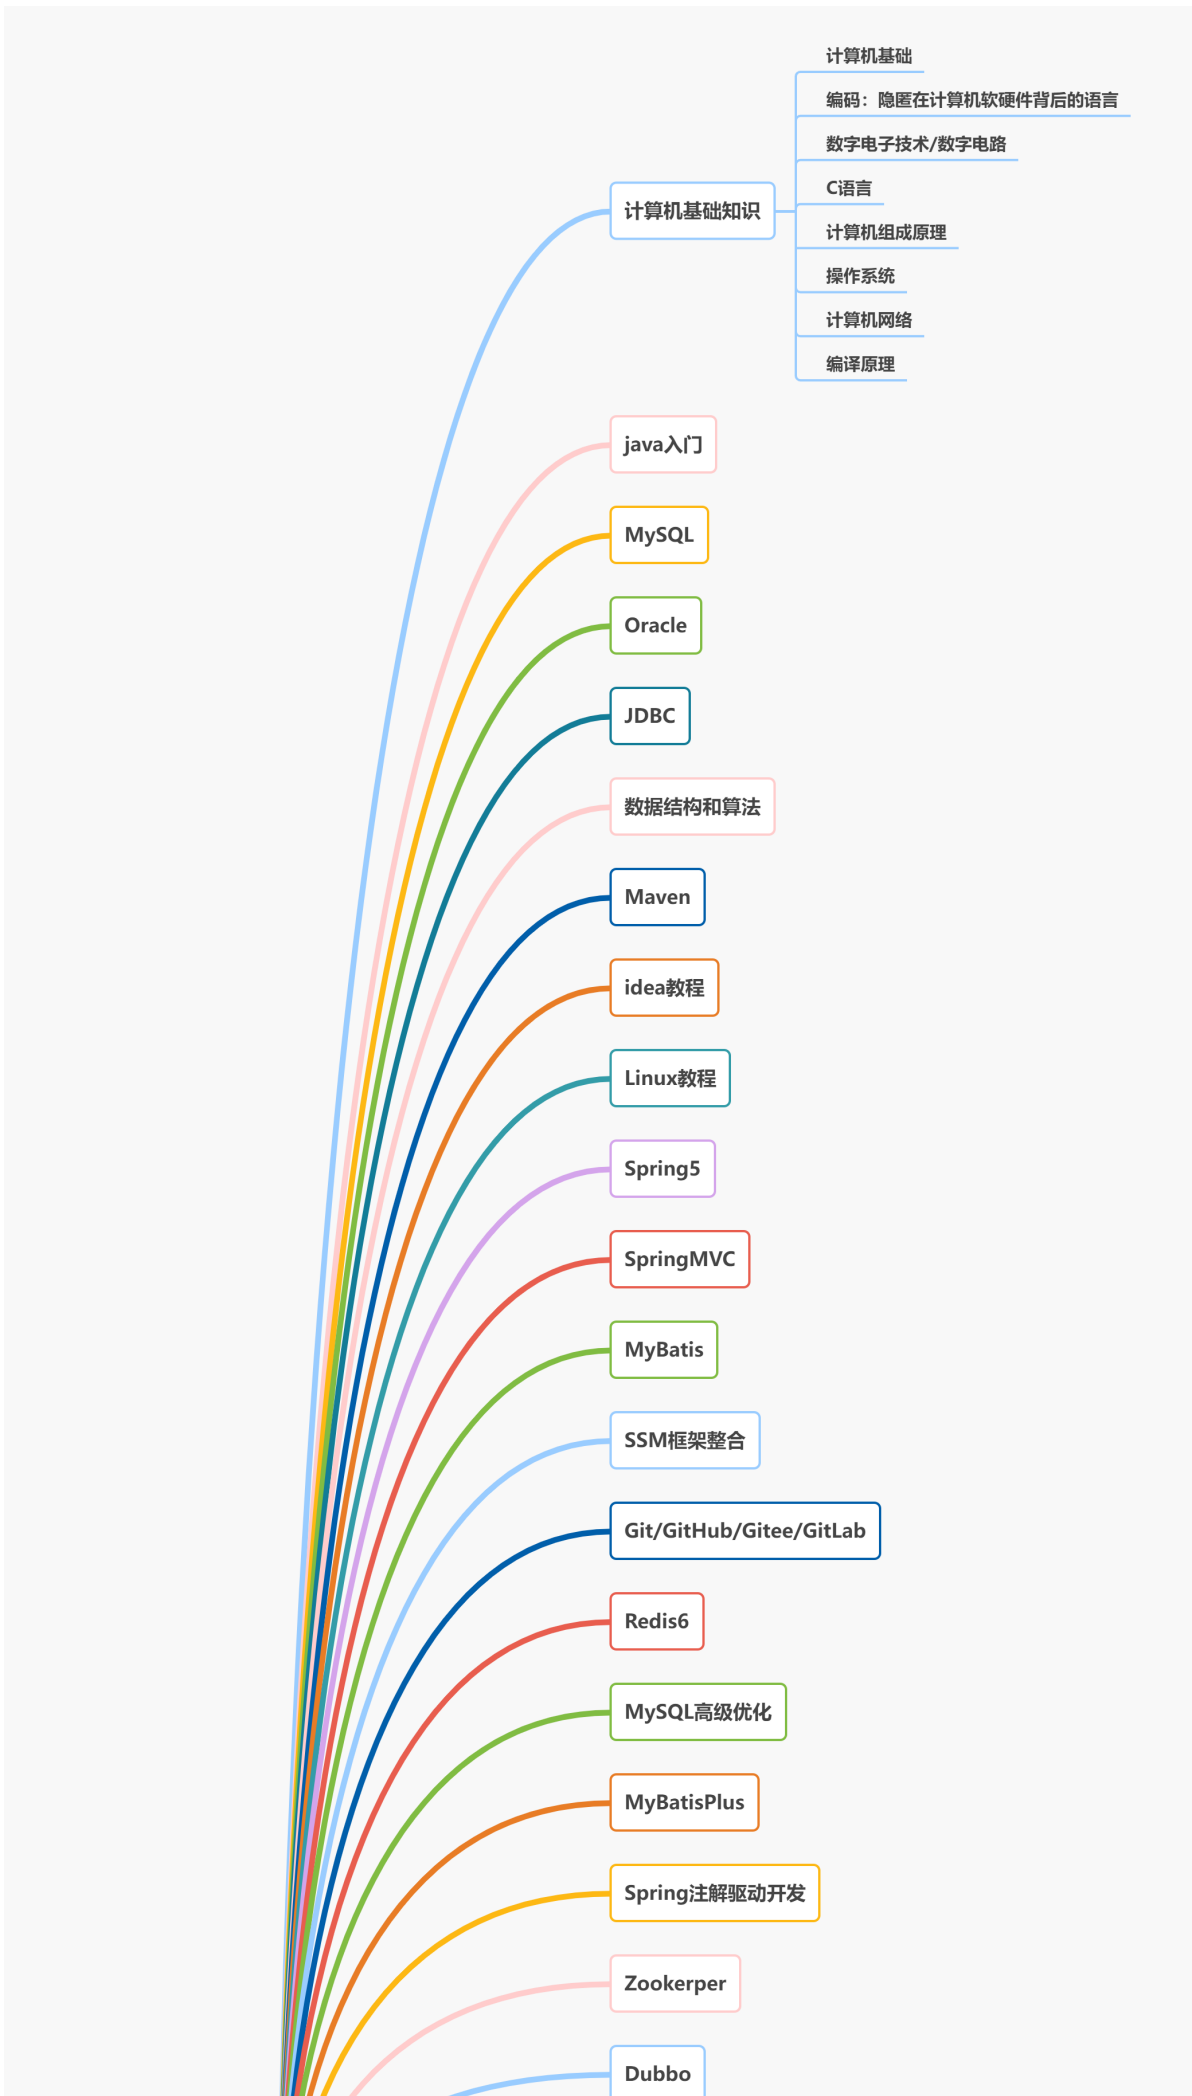 计算机基础
编码：隐匿在计算机软硬件背后的语言
数字电子技术/数字电路
C语言
计算机基础知识
计算机组成原理
操作系统
计算机网络
编译原理
java入门
MySQL
Oracle
JDBC
数据结构和算法
Maven
idea教程
Linux教程
Spring5
SpringMVC
MyBatis
SSM框架整合
Git/GitHub/Gitee/GitLab
Redis6
MySQL高级优化
MyBatisPlus
Spring注解驱动开发
Zookerper
Dubbo